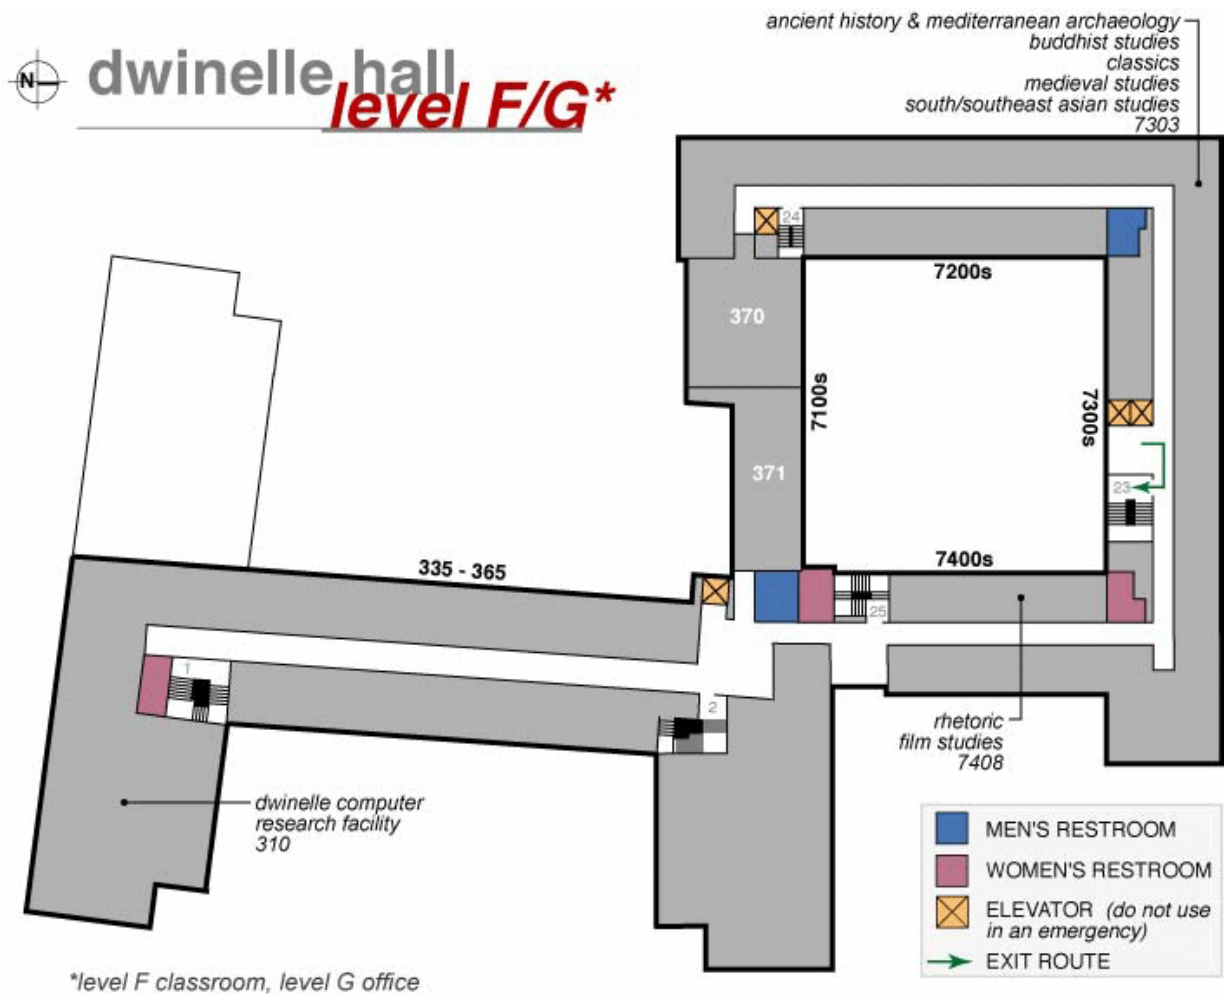 ancient history & mediterranean archaeology
buddhist studies
classics
medieval studies
south/southeast asian studies
7303
N
dwinelle hall
level F/G*
24
7200s
370
7100s
7300s
371
23
335 - 365
7400s
25
1
2
rhetoric
film studies
7408
dwinelle computer
research facility
310
MEN'S RESTROOM
WOMEN'S RESTROOM
ELEVATOR (do not use
in an emergency)
EXIT ROUTE
*level F classroom, level G office